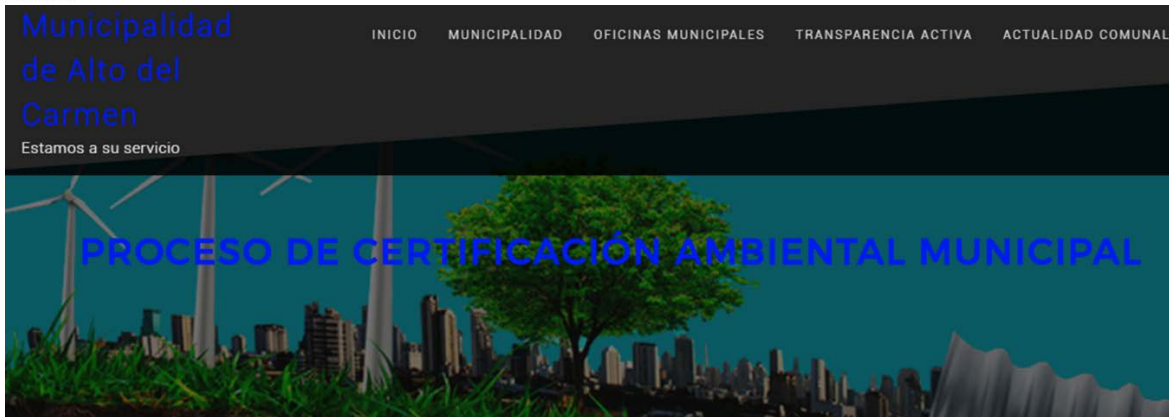 Municipalidad
de Alto del
Carmen
Estamos a su servicio
INICIO MUNICIPALIDAD OFICINAS MUNICIPALES TRANSPARENCIA ACTIVA ACTUALIDAD COMUNAL
PROCESO DE CERTIFICACIÓN AMBIENTAL MUNICIPAL